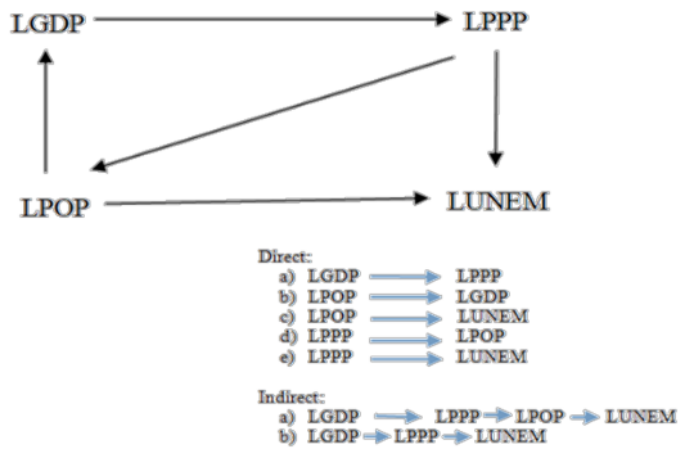 LGDP LPPP
LPOP LUNEM
Direct:
a) LGDP LPPP
b) LPOP LGDP
c) LPOP LUNEM
d) LPPP LPOP
e) LPPP LUNEM
Indirect:
a) LGDP LPPP LPOP LUNEM
b) LGDP LPPP LUNEM